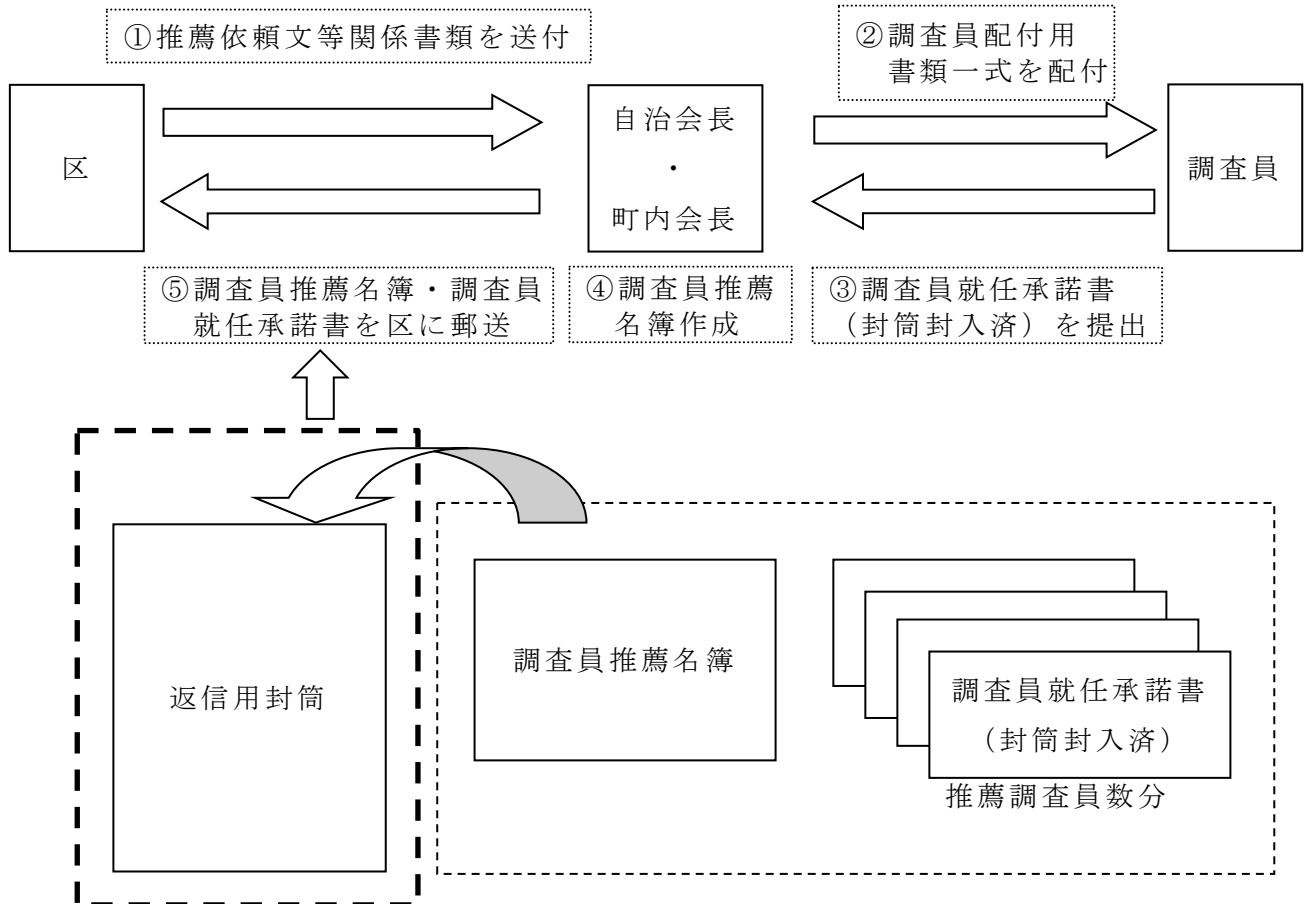 ①推薦依頼文等関係書類を送付
②調査員配付用
書類一式を配付
区
自治会長
・
町内会長
調査員
⑤調査員推薦名簿・調査員
就任承諾書を区に郵送
④調査員推薦
名簿作成
③調査員就任承諾書
（封筒封入済）を提出
返信用封筒
調査員推薦名簿
調査員就任承諾書
（封筒封入済）
推薦調査員数分